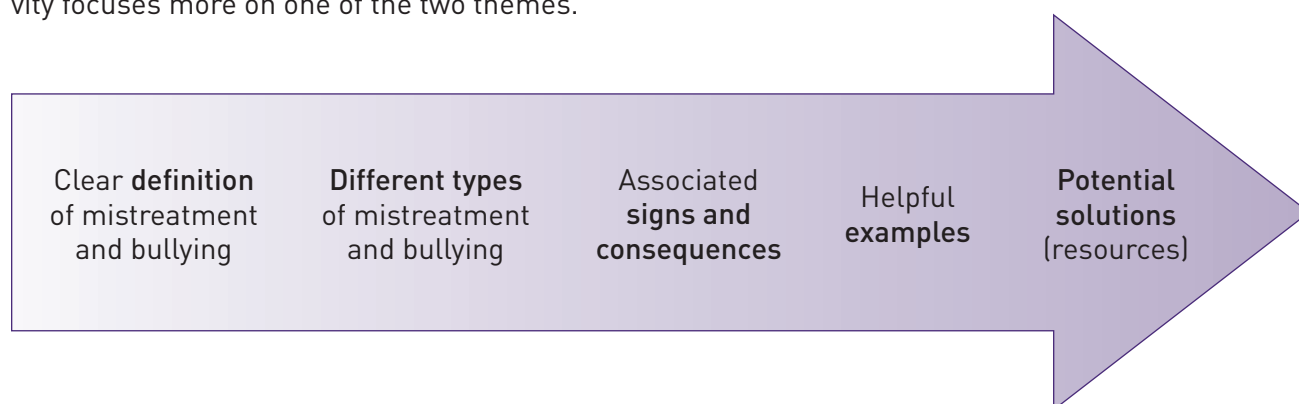 vity focuses more on one of the two themes.
Clear definition
of mistreatment
and bullying
Different types
of mistreatment
and bullying
Associated
signs and
consequences
Helpful
examples
Potential
solutions
(resources)